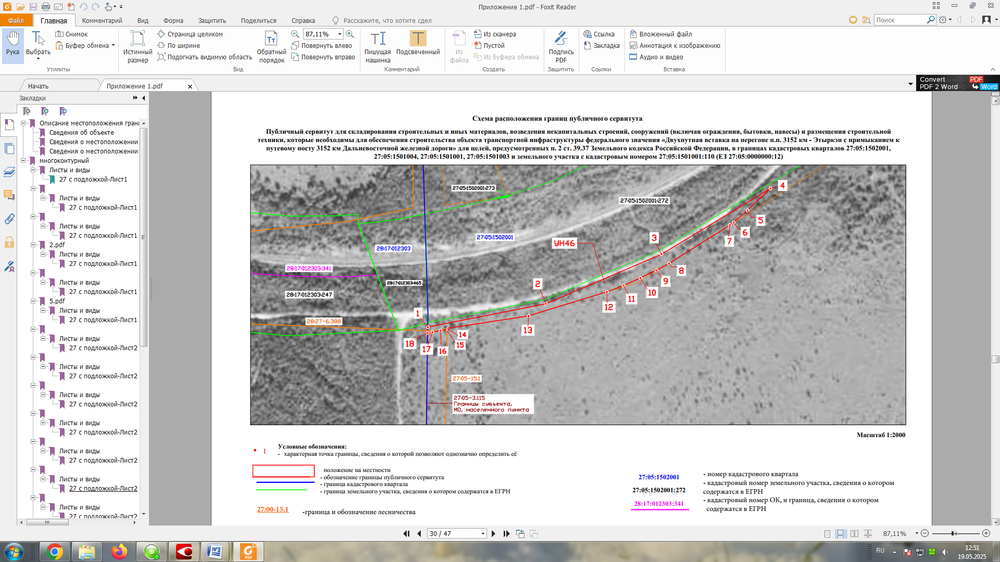 Приложение 1.pdf - Foxit Reader
Файл
Главная
Комментарий
Вид
Форма
Защитить
Поделиться
Справка
Расскажите, что хотите сделать
Поиск
Рука
Выбрать
Снимок
Буфер обмена
Утилиты
Истинный размер
Страница целиком
По ширине
Подогнать видимую область
Обратный порядок
87,11%
Повернуть влево
Повернуть вправо
Вид
Пишущая машинка
Подсвеченный
Комментарий
Из файла
Из сканера
Пустой
Из буфера обмена
Создать
Подпись PDF
Защитить
Ссылка
Закладка
Ссылки
Вложенный файл
Аннотация к изображению
Аудио и видео
Вставка
Начать
Приложение 1.pdf
Convert
PDF 2 Word
PDF
Word
Закладки
Описание местоположения гран
Сведения об объекте
Сведения о местоположении
Сведения о местоположении
многоконтурный
Листы и виды
27 с подложкой-Лист1
Листы и виды
27 с подложкой-Лист1
Листы и виды
27 с подложкой-Лист1
2.pdf
Листы и виды
27 с подложкой-Лист1
Листы и виды
27 с подложкой-Лист1
5.pdf
Листы и виды
27 с подложкой-Лист1
Листы и виды
27 с подложкой-Лист2
Листы и виды
27 с подложкой-Лист2
Листы и виды
27 с подложкой-Лист2
Листы и виды
27 с подложкой-Лист2
Листы и виды
27 с подложкой-Лист2
Листы и виды
27 с подложкой-Лист2
Листы и виды
27 с подложкой-Лист2
Схема расположения границ публичного сервитута
Публичный сервитут для складирования строительных и иных материалов, возведения некапитальных строений, сооружений (включая ограждения, бытовки, навесы) и размещения строительной
техники, которые необходимы для обеспечения строительства объекта транспортной инфраструктуры федерального значения «Двухпутная вставка на перегоне п.п. 3152 км - Этыркэн с примыканием к
путевому посту 3152 км Дальневосточной железной дороги» для целей, предусмотренных п. 2 ст. 39.37 Земельного кодекса Российской Федерации, в границах кадастровых кварталов 27:05:1502001,
27:05:1501004, 27:05:1501001, 27:05:1501003 и земельного участка с кадастровым номером 27:05:1501001:110 (ЕЗ 27:05:0000000:12)
27:05:1502001:273
27:05:1502001:272
4
5
6
7
27:05:1502001
3
УН46
28:17:012303
28:17:012303:341
8
9
10
11
12
28:17:012303:465
2
28:17:012303:247
1
28:27-6.388
13
14
15
16
17
18
27:05-15.1
27:05-3.115
Границы субъекта,
МО, населенного пункта
Масштаб 1:2000
Условные обозначения:
1 - характерная точка границы, сведения о которой позволяют однозначно определить её
положение на местности
- обозначение границы публичного сервитута
- граница кадастрового квартала
- граница земельного участка, сведения о котором содержатся в ЕГРН
27:00-15.1 -граница и обозначение лесничества
27:05:1502001 - номер кадастрового квартала
27:05:1502001:272 - кадастровый номер земельного участка, сведения о котором
содержатся в ЕГРН
28:17:012303:341 - кадастровый номер ОК, и граница, сведения о котором
содержатся в ЕГРН
30 / 47
87,11%
RU
12:51
19.05.2025